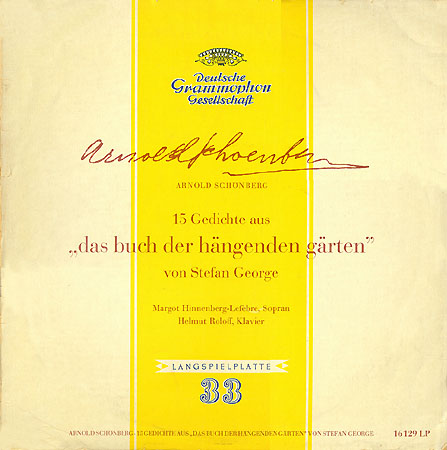 Deutsche
Grammophon
Gesellschaft
Arnold Schoenberg
ARNOLD SCHÖNBERG
15 Gedichte aus
„das buch der hängenden gärten”
von Stefan George
Margot Hinnenberg-Lefèbre, Sopran
Helmut Roloff, Klavier
LANGSPIELPLATTE
33
ARNOLD SCHÖNBERG · 15 GEDICHTE AUS „DAS BUCH DER HÄNGENDEN GÄRTEN” VON STEFAN GEORGE
16129 LP